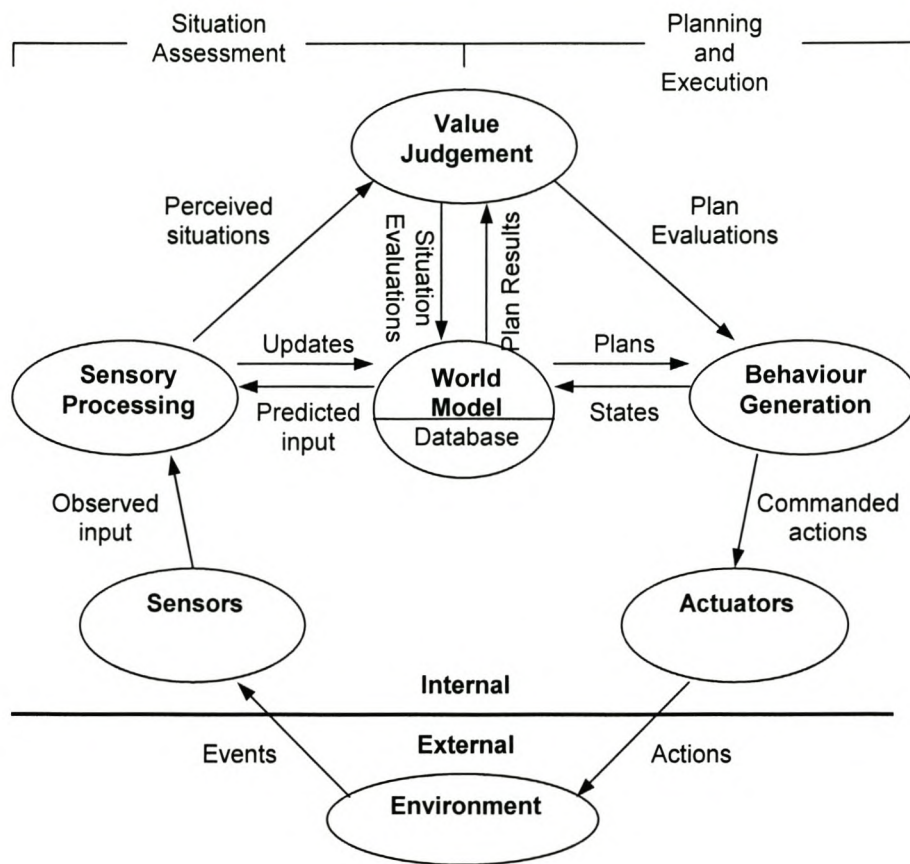 Situation
Assessment
Planning
and
Execution
Value
Judgement
Perceived
situations
Situation
Evaluations
Plan Results
Plan
Evaluations
Sensory
Processing
Updates
Predicted
input
World
Model
Database
Plans
States
Behaviour
Generation
Observed
input
Commanded
actions
Sensors
Actuators
Internal
External
Events
Actions
Environment